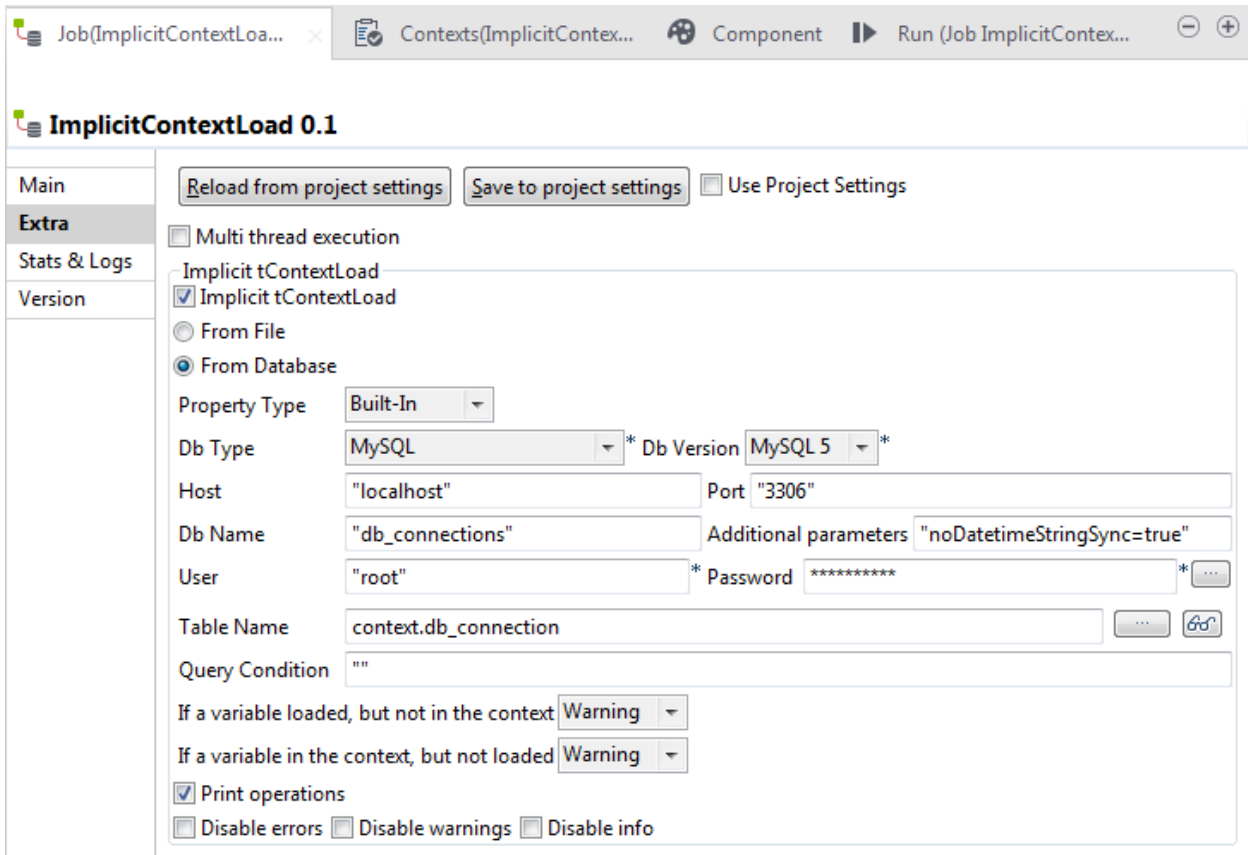 Job(ImplicitContextLoa... Contexts(ImplicitContex... Component Run (Job ImplicitContex...
ImplicitContextLoad 0.1
Main
Extra
Stats & Logs
Version
Reload from project settings Save to project settings Use Project Settings
Multi thread execution
Implicit tContextLoad
Implicit tContextLoad
From File
From Database
Property Type Built-In
Db Type MySQL * Db Version MySQL 5 *
Host "localhost" Port "3306"
Db Name "db_connections" Additional parameters "noDatetimeStringSync=true"
User "root" * Password ********** * ...
Table Name context.db_connection ...
Query Condition ""
If a variable loaded, but not in the context Warning
If a variable in the context, but not loaded Warning
Print operations
Disable errors Disable warnings Disable info